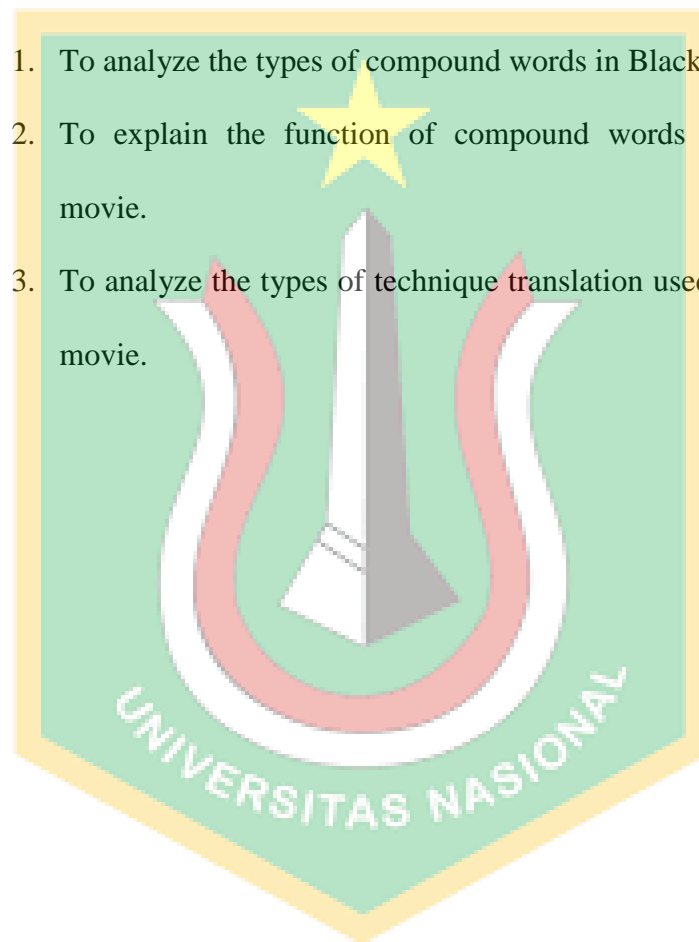 1. To analyze the types of compound words in Black
2. To explain the function of compound words
movie.
3. To analyze the types of technique translation used
movie.
UNIVERSITAS NASIONAL